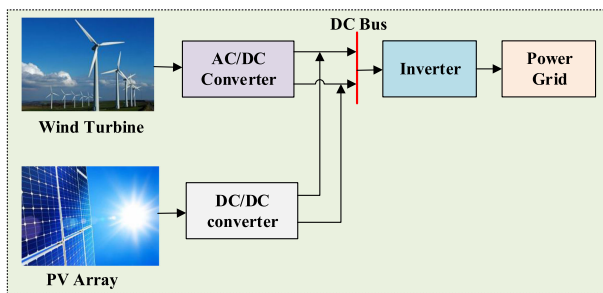 DC Bus
AC/DC
Converter
Inverter
Power
Grid
Wind Turbine
DC/DC
converter
PV Array